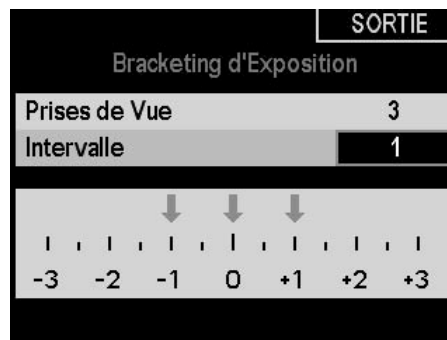 SORTIE
Bracketing d'Exposition
Prises de Vue 3
Intervalle 1
-3 -2 -1 0 +1 +2 +3